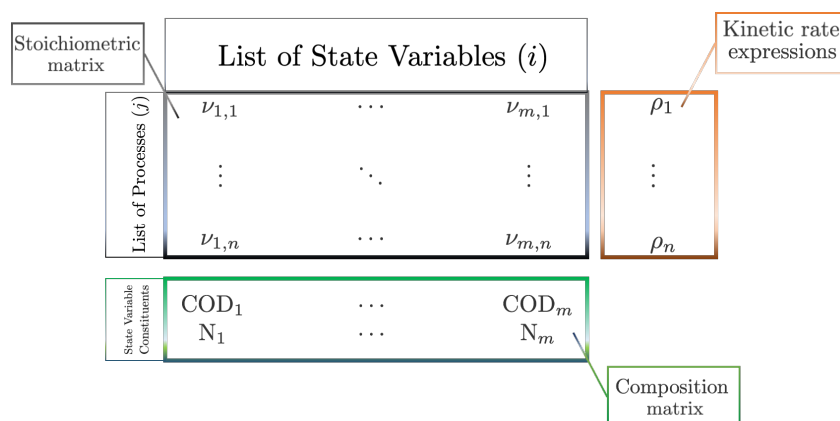 Stoichiometric
matrix
List of State Variables (i)
Kinetic rate
expressions
List of Processes (j)
ν₁,₁ ⋯ νₘ,₁ ρ₁
⋮ ⋱ ⋮ ⋮
ν₁,ₙ ⋯ νₘ,ₙ ρₙ
State Variable
Constituents
COD₁ ⋯ CODₘ
N₁ ⋯ Nₘ
Composition
matrix